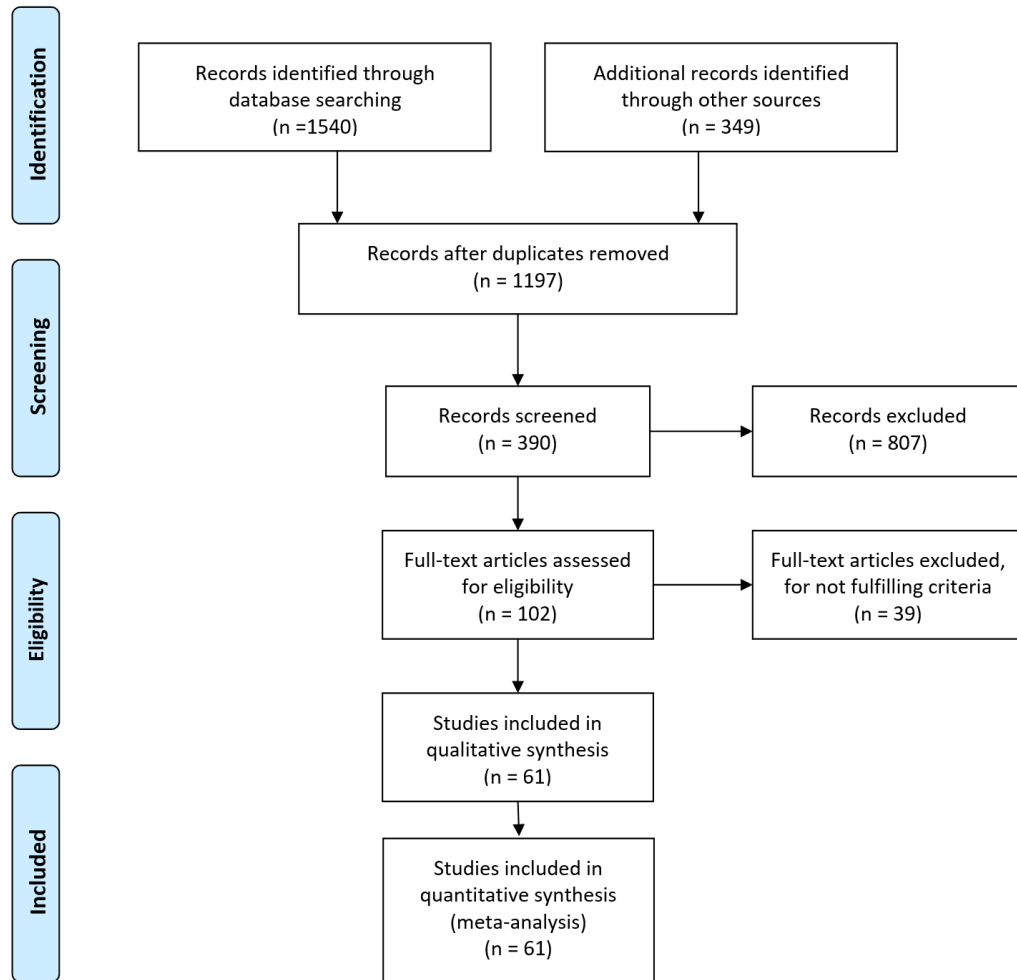 Identification
Records identified through
database searching
(n =1540)
Additional records identified
through other sources
(n = 349)
Records after duplicates removed
(n = 1197)
Screening
Records screened
(n = 390)
Records excluded
(n = 807)
Eligibility
Full-text articles assessed
for eligibility
(n = 102)
Full-text articles excluded,
for not fulfilling criteria
(n = 39)
Studies included in
qualitative synthesis
(n = 61)
Included
Studies included in
quantitative synthesis
(meta-analysis)
(n = 61)